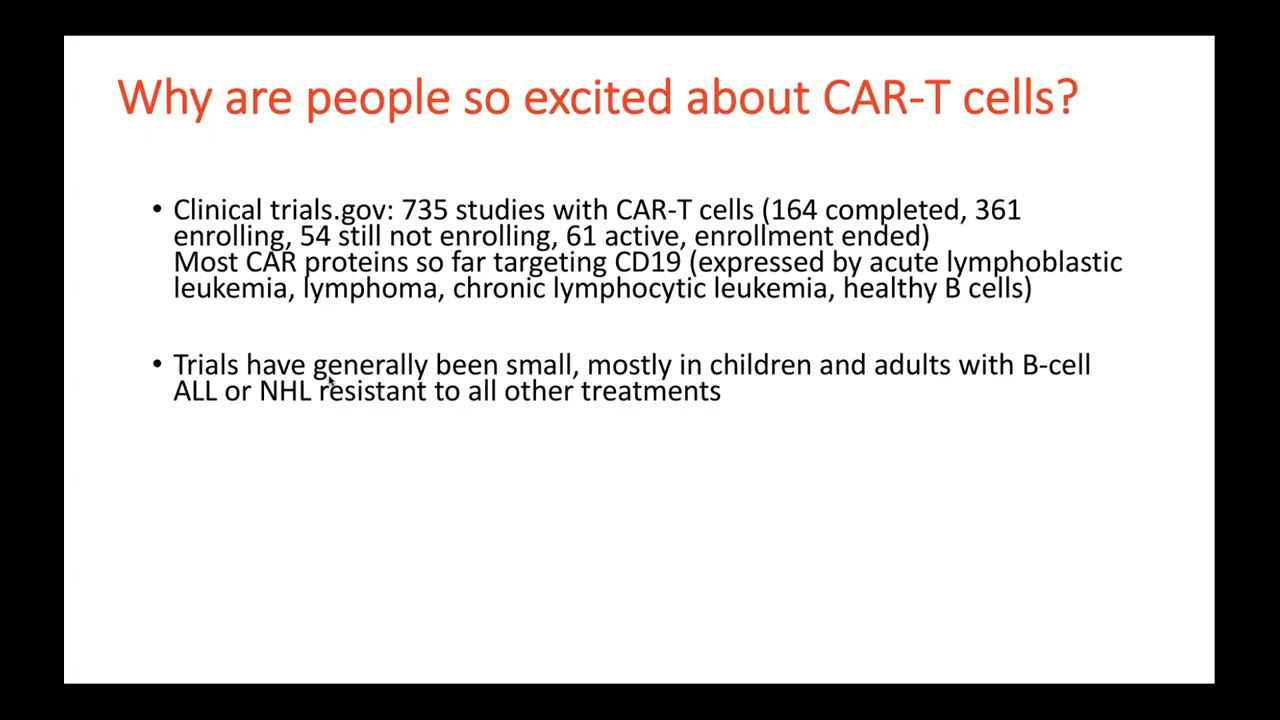 Why are people so excited about CAR-T cells?
• Clinical trials.gov: 735 studies with CAR-T cells (164 completed, 361
enrolling, 54 still not enrolling, 61 active, enrollment ended)
Most CAR proteins so far targeting CD19 (expressed by acute lymphoblastic
leukemia, lymphoma, chronic lymphocytic leukemia, healthy B cells)
• Trials have generally been small, mostly in children and adults with B-cell
ALL or NHL resistant to all other treatments